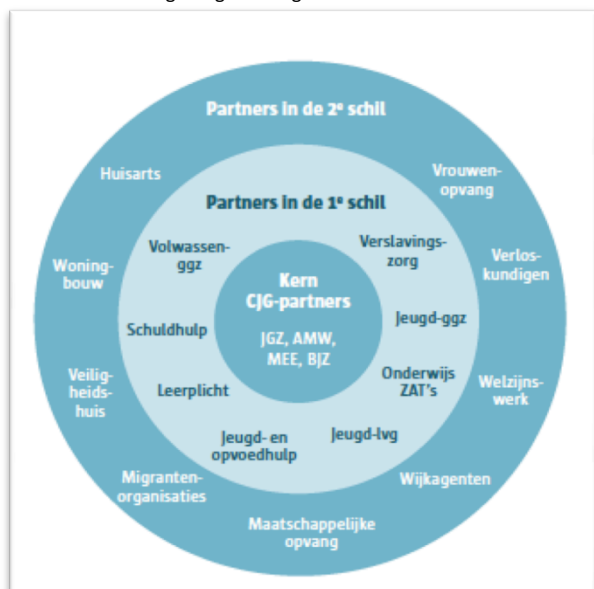 Partners in de 2e schil
Huisarts
Vrouwen-
opvang
Woning-
bouw
Verlos-
kundigen
Veilig-
heids-
huis
Welzijns-
werk
Migranten-
organisaties
Wijkagenten
Maatschappelijke
opvang
Partners in de 1e schil
Volwassen-
ggz
Verslavings-
zorg
Schuldhulp
Jeugd-ggz
Leerplicht
Onderwijs
ZAT's
Jeugd- en
opvoedhulp
Jeugd-lvg
Kern
CJG-partners
JGZ, AMW,
MEE, BJZ